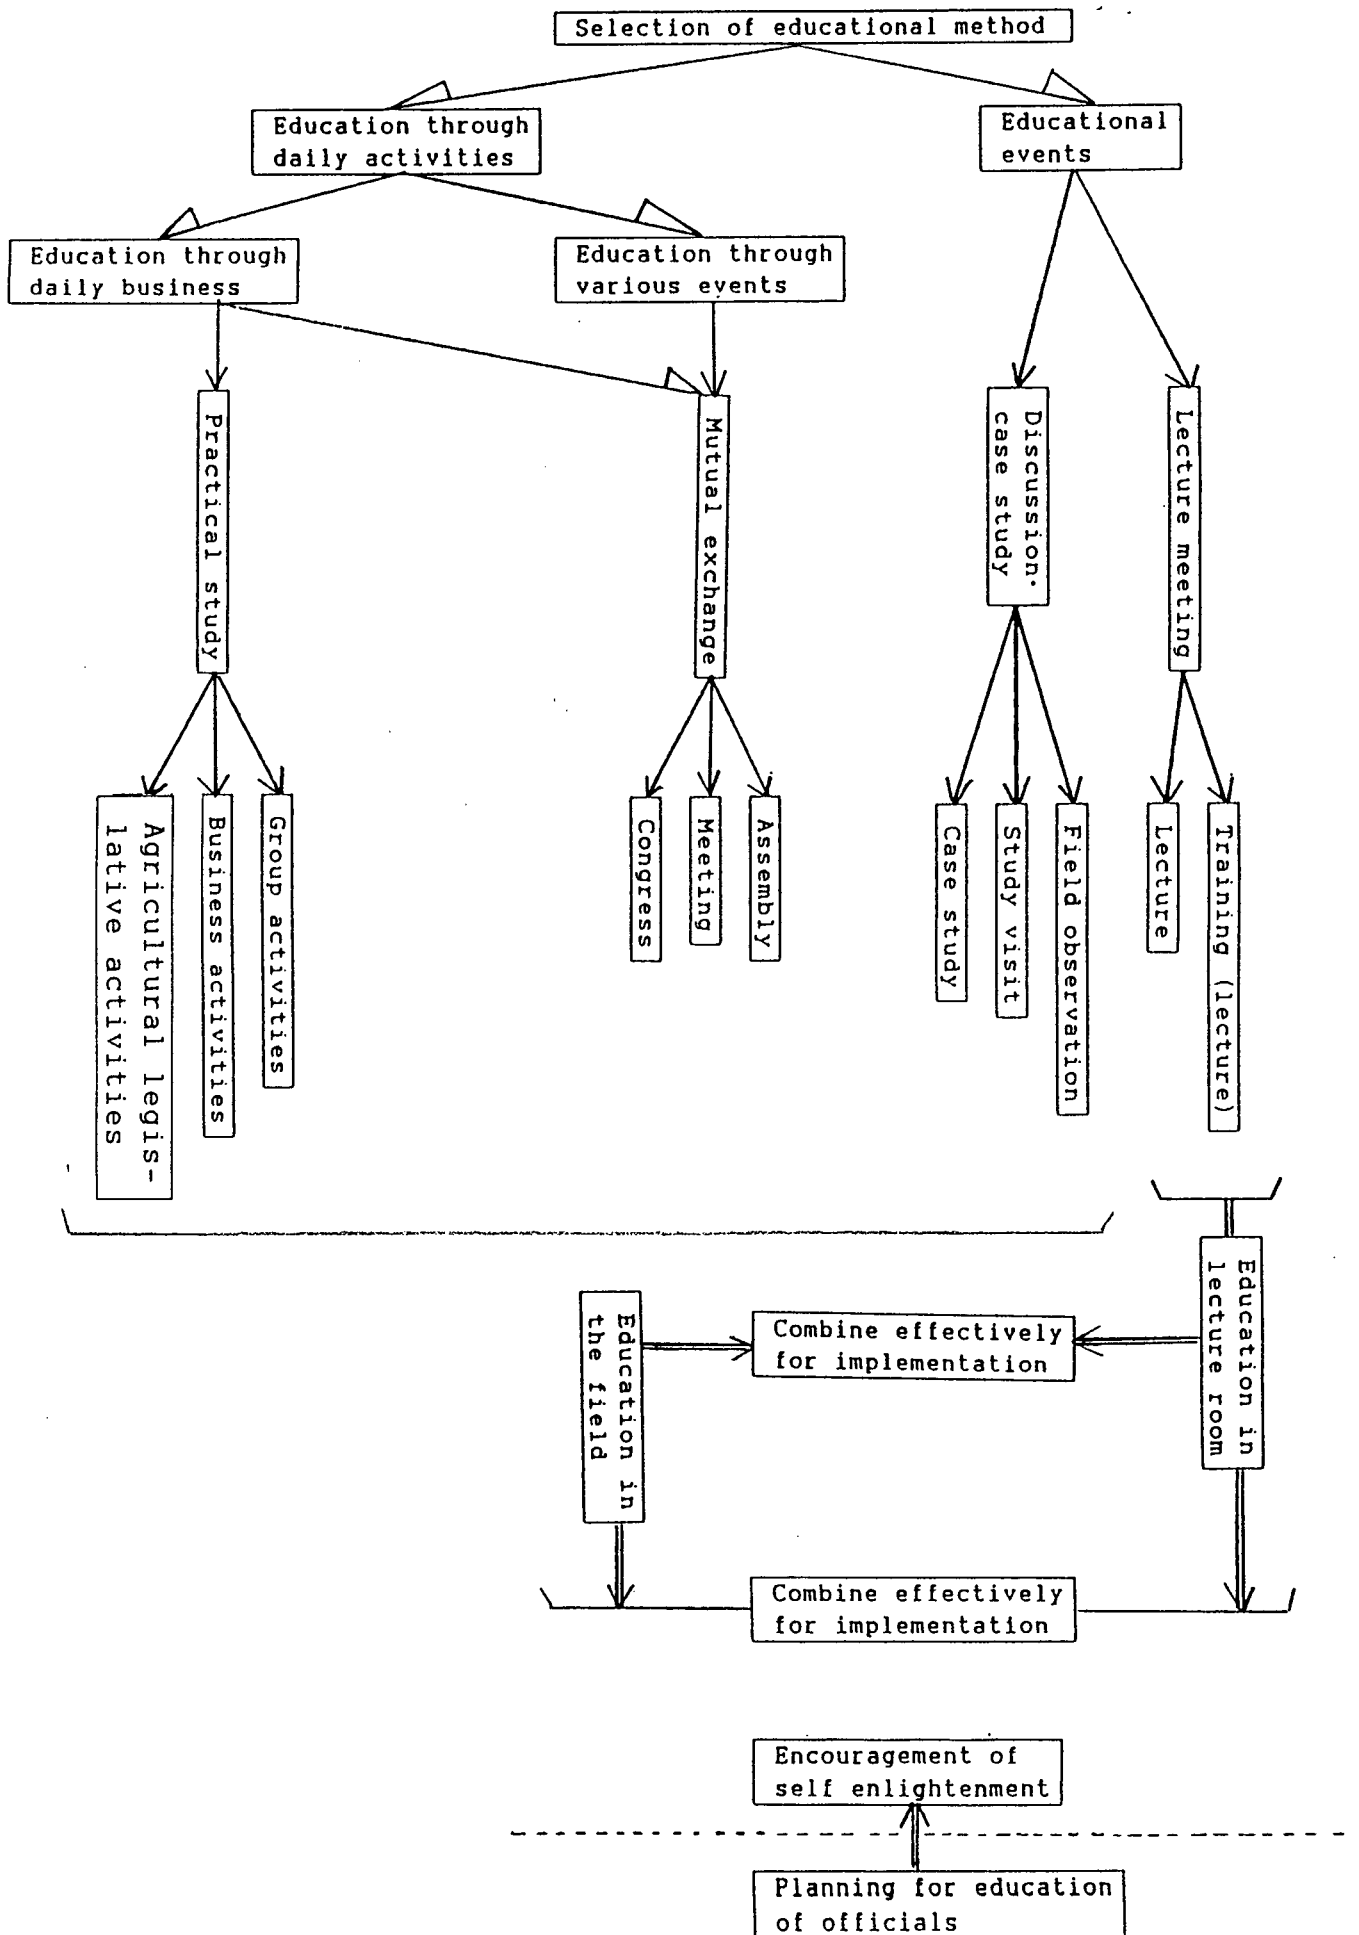 Selection of educational method
Education through
daily activities
Educational
events
Education through
daily business
Education through
various events
Practical study
Mutual exchange
Discussion·
case study
Lecture meeting
Agricultural legis-
lative activities
Business activities
Group activities
Congress
Meeting
Assembly
Case study
Study visit
Field observation
Lecture
Training (lecture)
Education in
the field
Combine effectively
for implementation
Education in
lecture room
Combine effectively
for implementation
Encouragement of
self enlightenment
Planning for education
of officials